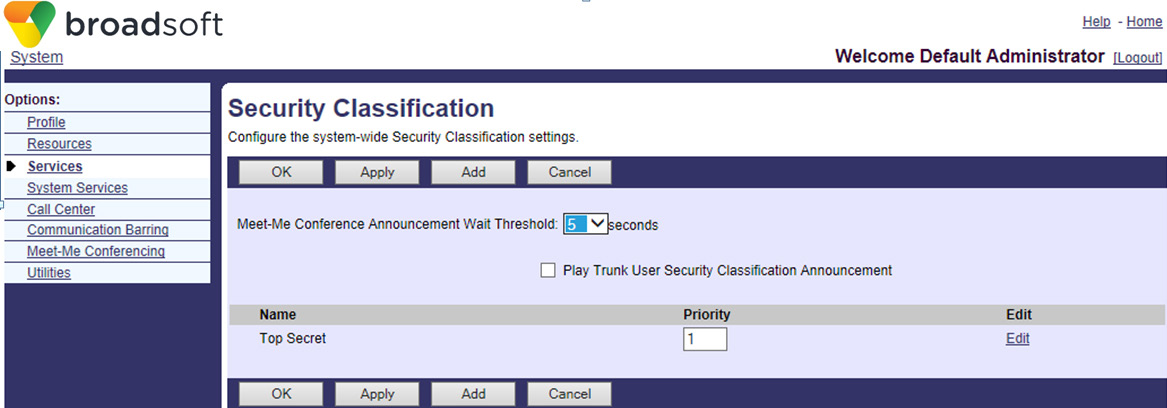 broadsoft
Help - Home
System
Welcome Default Administrator [Logout]
Options:
Profile
Resources
Services
System Services
Call Center
Communication Barring
Meet-Me Conferencing
Utilities
Security Classification
Configure the system-wide Security Classification settings.
OK Apply Add Cancel
Meet-Me Conference Announcement Wait Threshold: 5 seconds
Play Trunk User Security Classification Announcement
Name Priority Edit
Top Secret 1 Edit
OK Apply Add Cancel